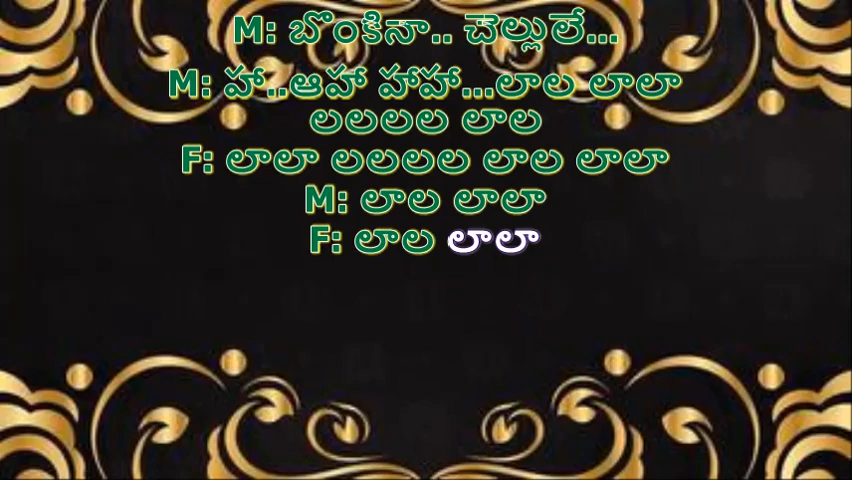 M: బొంకినా.. చెల్లులే...
M: హా..ఆహా హాహా...లాల లాలా
లలలల లాల
F: లాలా లలలల లాల లాలా
M: లాల లాలా
F: లాల లాలా